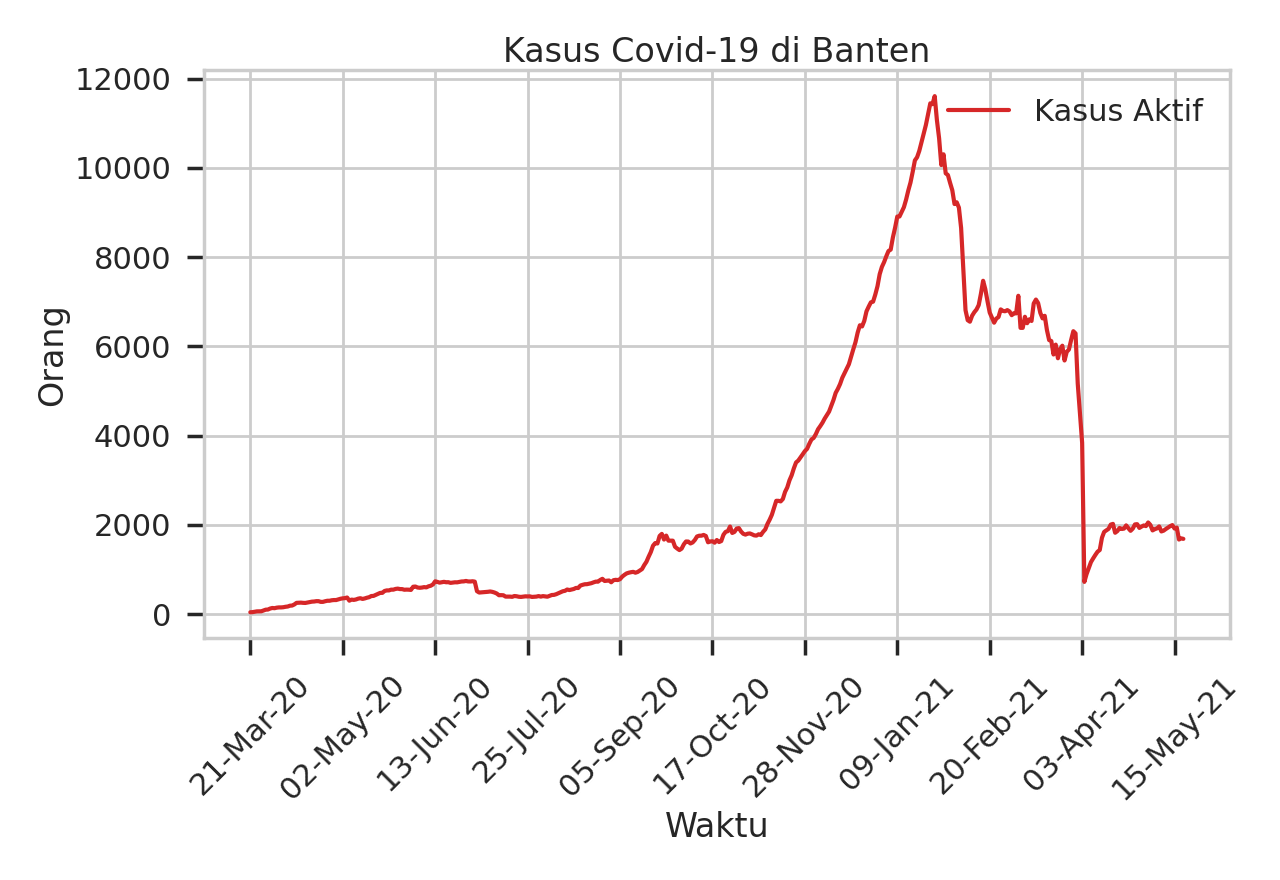 Kasus Covid-19 di Banten
Kasus Aktif
12000
10000
8000
6000
4000
2000
0
Orang
21-Mar-20
02-May-20
13-Jun-20
25-Jul-20
05-Sep-20
17-Oct-20
28-Nov-20
09-Jan-21
20-Feb-21
03-Apr-21
15-May-21
Waktu